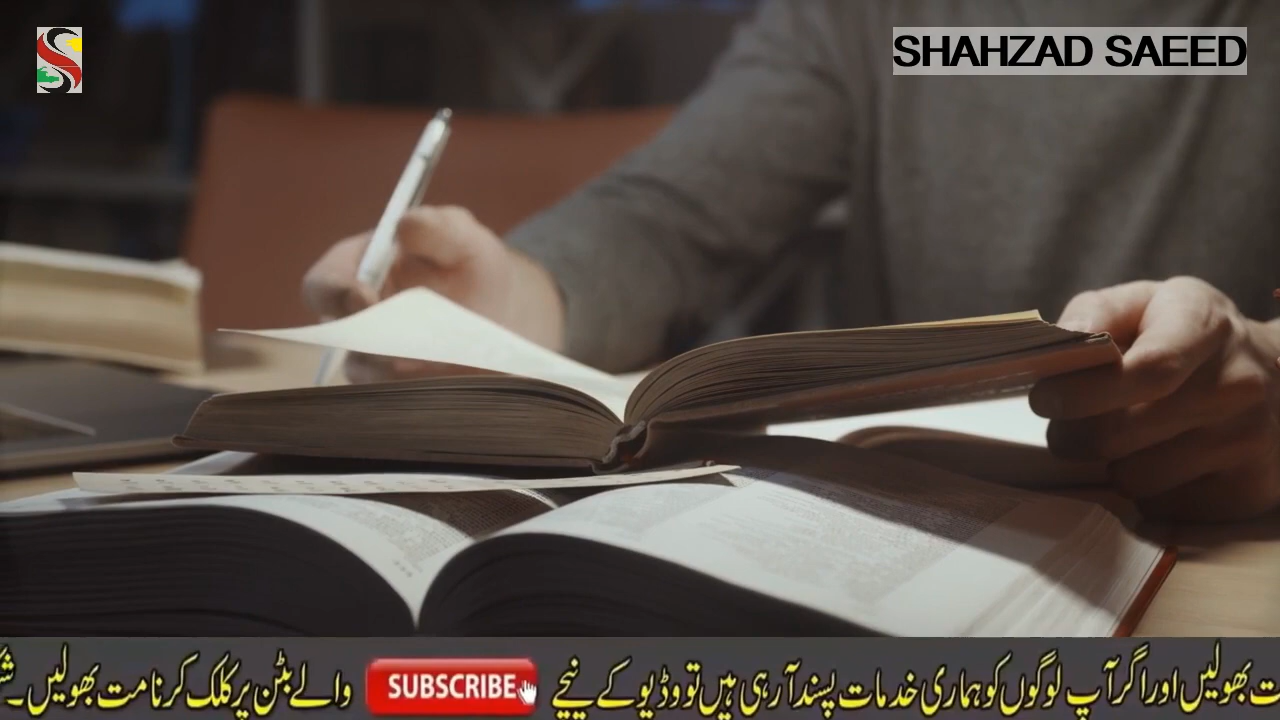 SHAHZAD SAEED
ت بھولیں اور اگر آپ لوگوں کو ہماری خدمات پسند آ رہی ہیں تو ویڈیو کے نیچے SUBSCRIBE والے بٹن پر کلک کرنا مت بھولیں۔ ش